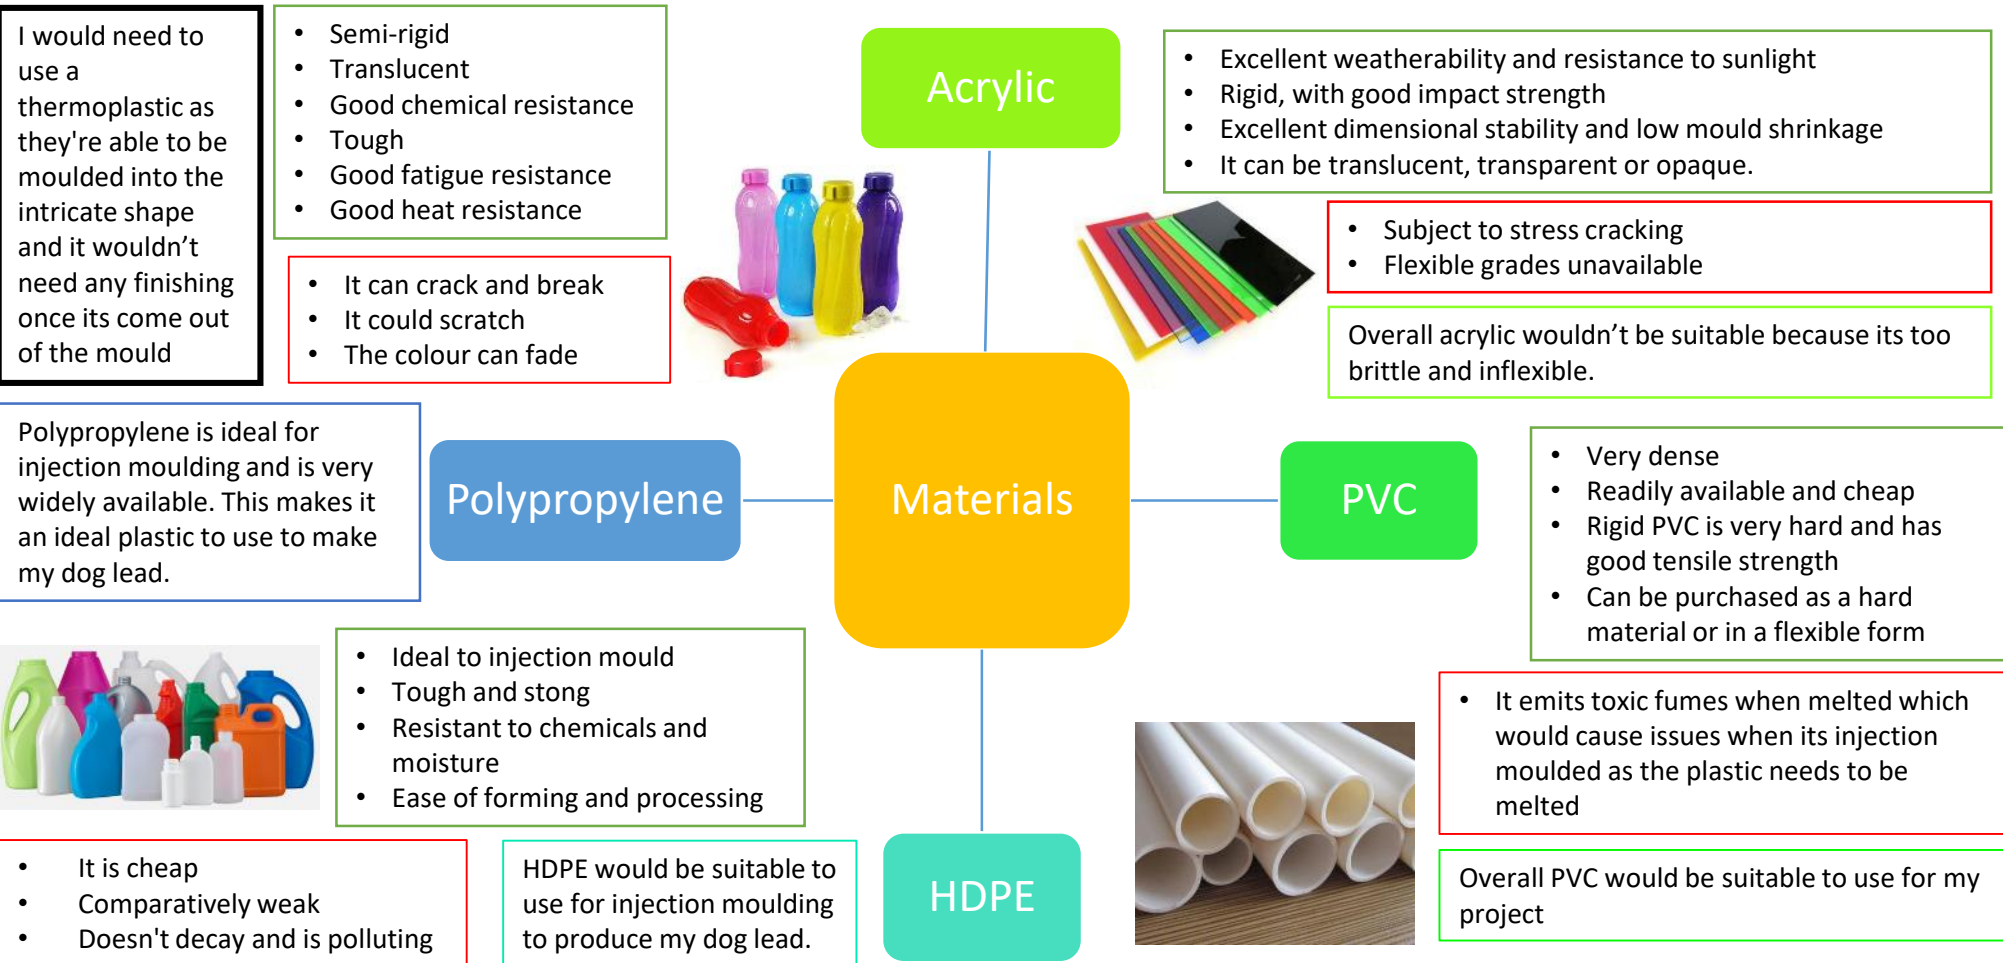 I would need to
use a
thermoplastic as
they're able to be
moulded into the
intricate shape
and it wouldn’t
need any finishing
once its come out
of the mould
• Semi-rigid
• Translucent
• Good chemical resistance
• Tough
• Good fatigue resistance
• Good heat resistance
• It can crack and break
• It could scratch
• The colour can fade
Acrylic
• Excellent weatherability and resistance to sunlight
• Rigid, with good impact strength
• Excellent dimensional stability and low mould shrinkage
• It can be translucent, transparent or opaque.
• Subject to stress cracking
• Flexible grades unavailable
Overall acrylic wouldn’t be suitable because its too
brittle and inflexible.
Polypropylene is ideal for
injection moulding and is very
widely available. This makes it
an ideal plastic to use to make
my dog lead.
Polypropylene
Materials
PVC
• Very dense
• Readily available and cheap
• Rigid PVC is very hard and has
good tensile strength
• Can be purchased as a hard
material or in a flexible form
• It emits toxic fumes when melted which
would cause issues when its injection
moulded as the plastic needs to be
melted
Overall PVC would be suitable to use for my
project
• Ideal to injection mould
• Tough and stong
• Resistant to chemicals and
moisture
• Ease of forming and processing
• It is cheap
• Comparatively weak
• Doesn't decay and is polluting
HDPE would be suitable to
use for injection moulding
to produce my dog lead.
HDPE